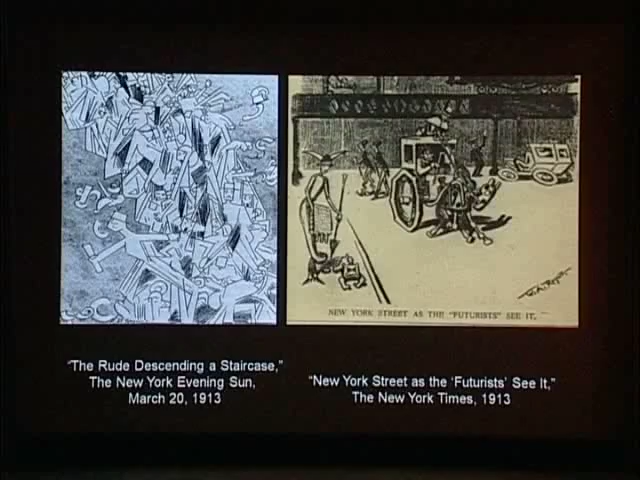 NEW YORK STREET AS THE "FUTURISTS" SEE IT.
"The Rude Descending a Staircase,"
The New York Evening Sun,
March 20, 1913
"New York Street as the 'Futurists' See It,"
The New York Times, 1913